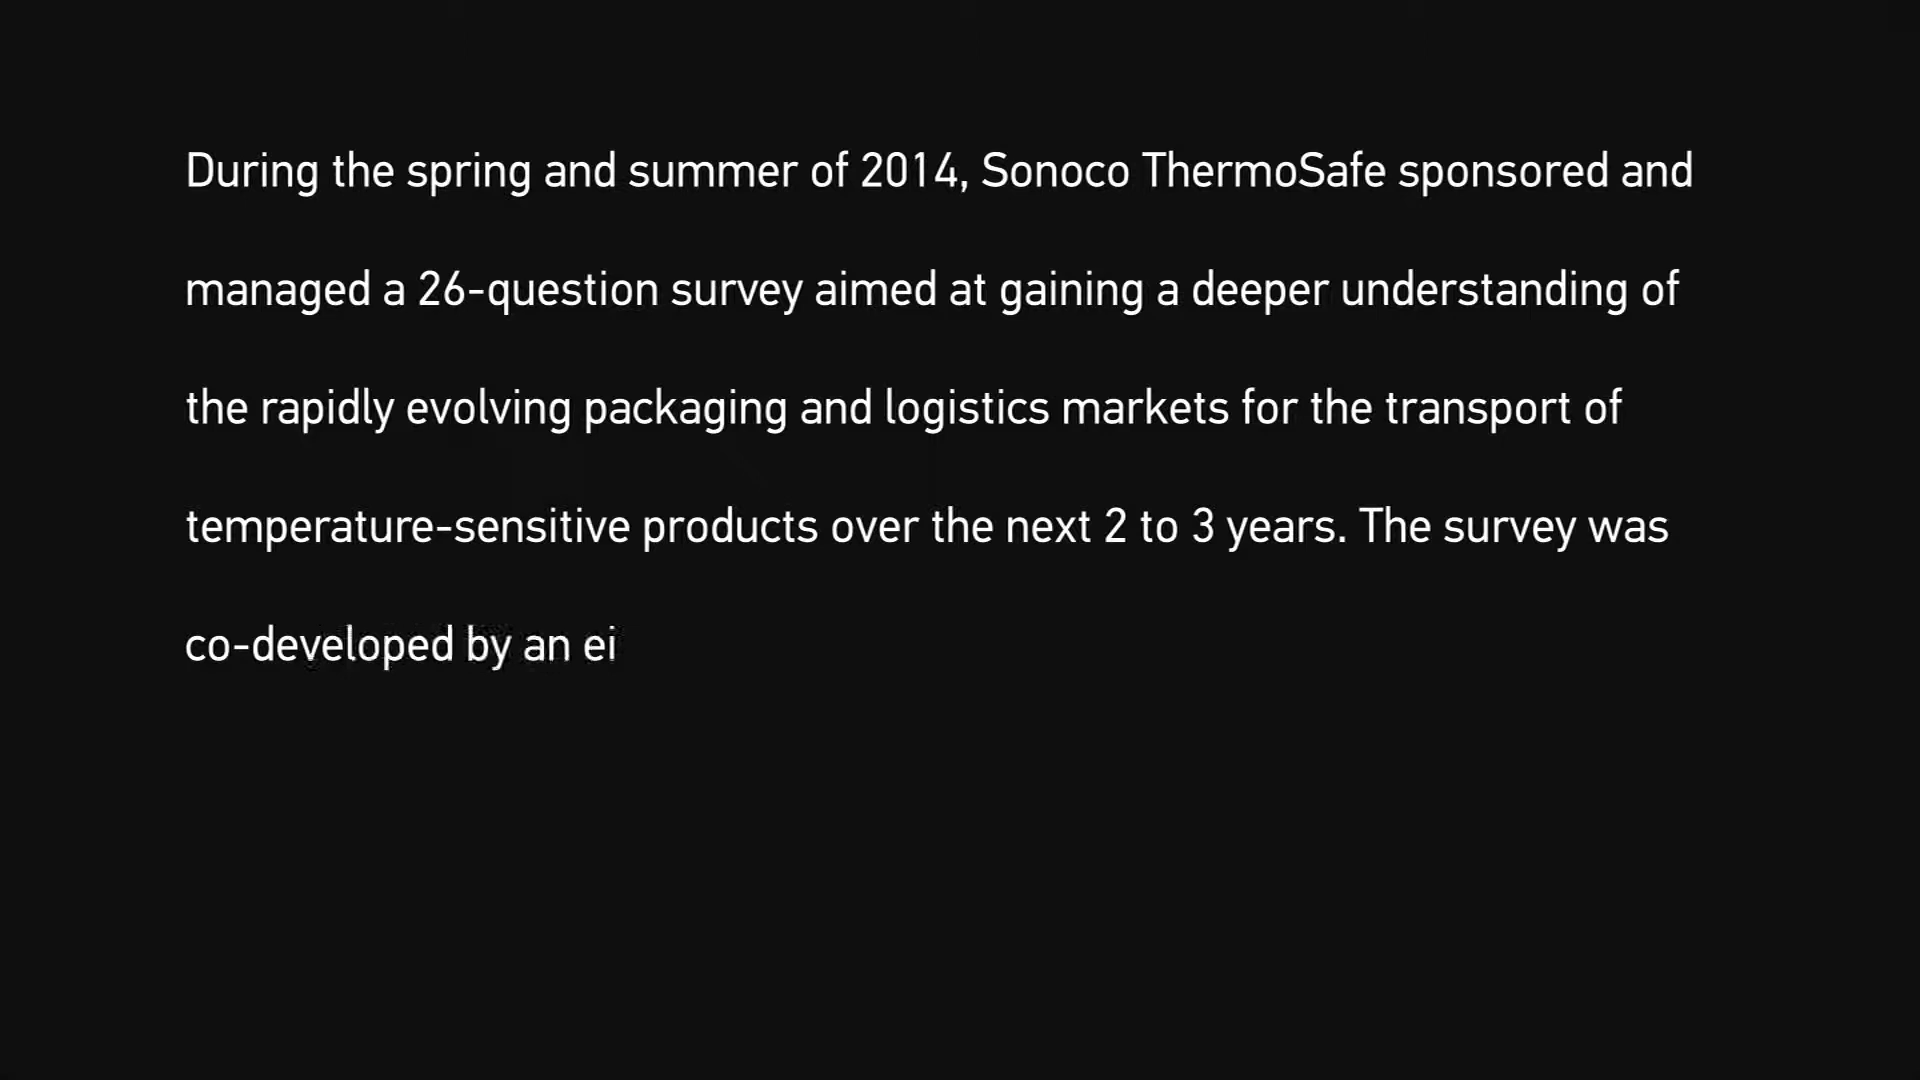 During the spring and summer of 2014, Sonoco ThermoSafe sponsored and
managed a 26-question survey aimed at gaining a deeper understanding of
the rapidly evolving packaging and logistics markets for the transport of
temperature-sensitive products over the next 2 to 3 years. The survey was
co-developed by an ei